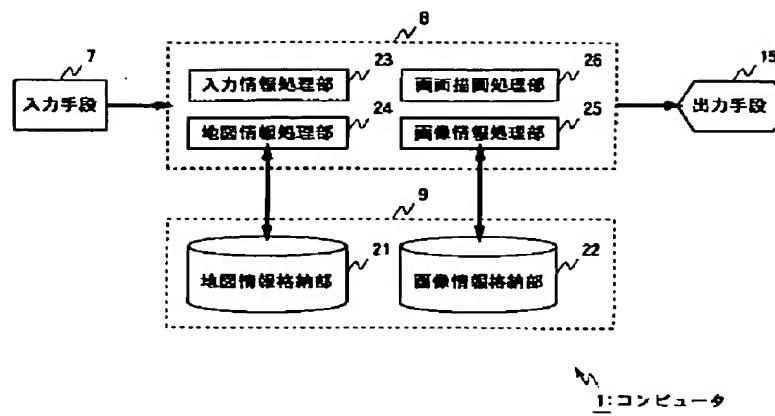 8
7
入力手段
入力情報処理部
23
画面描画処理部
26
15
出力手段
地図情報処理部
24
画像情報処理部
25
9
地図情報格納部
21
画像情報格納部
22
1:コンピュータ